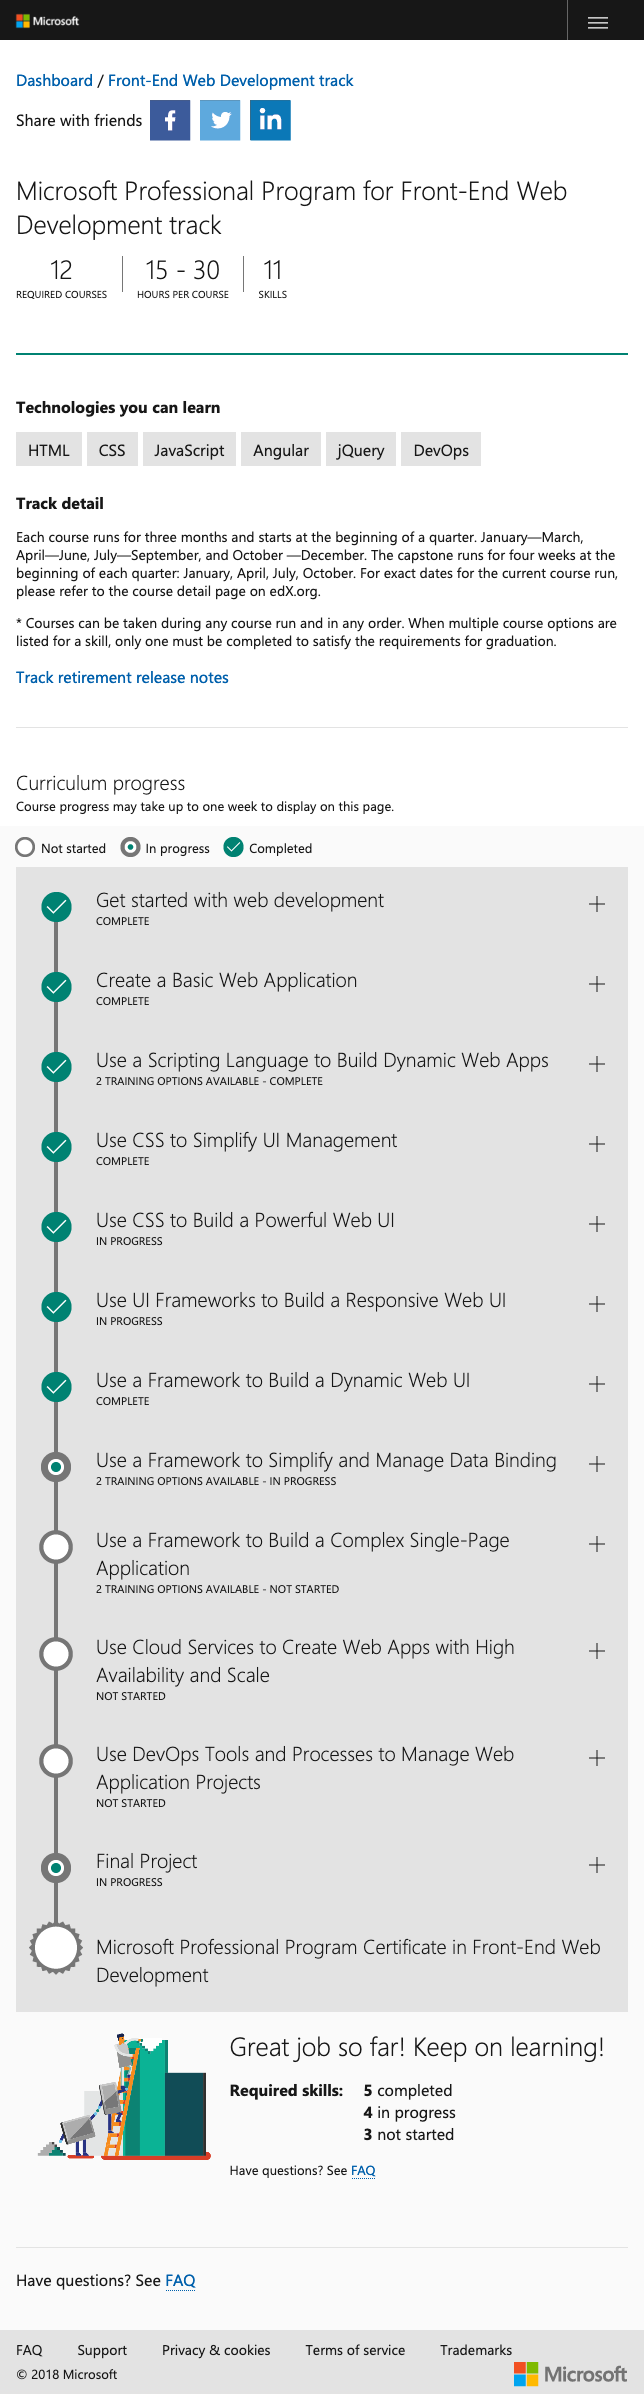 Microsoft
Dashboard / Front-End Web Development track
Share with friends
Microsoft Professional Program for Front-End Web
Development track
12
REQUIRED COURSES
15 - 30
HOURS PER COURSE
11
SKILLS
Technologies you can learn
HTML CSS JavaScript Angular jQuery DevOps
Track detail
Each course runs for three months and starts at the beginning of a quarter. January—March,
April—June, July—September, and October —December. The capstone runs for four weeks at the
beginning of each quarter: January, April, July, October. For exact dates for the current course run,
please refer to the course detail page on edX.org.
* Courses can be taken during any course run and in any order. When multiple course options are
listed for a skill, only one must be completed to satisfy the requirements for graduation.
Track retirement release notes
Curriculum progress
Course progress may take up to one week to display on this page.
Not started In progress Completed
Get started with web development
COMPLETE
Create a Basic Web Application
COMPLETE
Use a Scripting Language to Build Dynamic Web Apps
2 TRAINING OPTIONS AVAILABLE - COMPLETE
Use CSS to Simplify UI Management
COMPLETE
Use CSS to Build a Powerful Web UI
IN PROGRESS
Use UI Frameworks to Build a Responsive Web UI
IN PROGRESS
Use a Framework to Build a Dynamic Web UI
COMPLETE
Use a Framework to Simplify and Manage Data Binding
2 TRAINING OPTIONS AVAILABLE - IN PROGRESS
Use a Framework to Build a Complex Single-Page
Application
2 TRAINING OPTIONS AVAILABLE - NOT STARTED
Use Cloud Services to Create Web Apps with High
Availability and Scale
NOT STARTED
Use DevOps Tools and Processes to Manage Web
Application Projects
NOT STARTED
Final Project
IN PROGRESS
Microsoft Professional Program Certificate in Front-End Web
Development
Great job so far! Keep on learning!
Required skills: 5 completed
4 in progress
3 not started
Have questions? See FAQ
Have questions? See FAQ
FAQ Support Privacy & cookies Terms of service Trademarks
© 2018 Microsoft
Microsoft